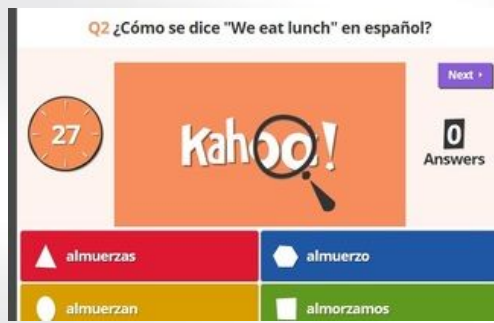 Q2 ¿Cómo se dice "We eat lunch" en español?
Next
27
Kahoot!
0
Answers
almuerzas
almuerzo
almuerzan
almorzamos